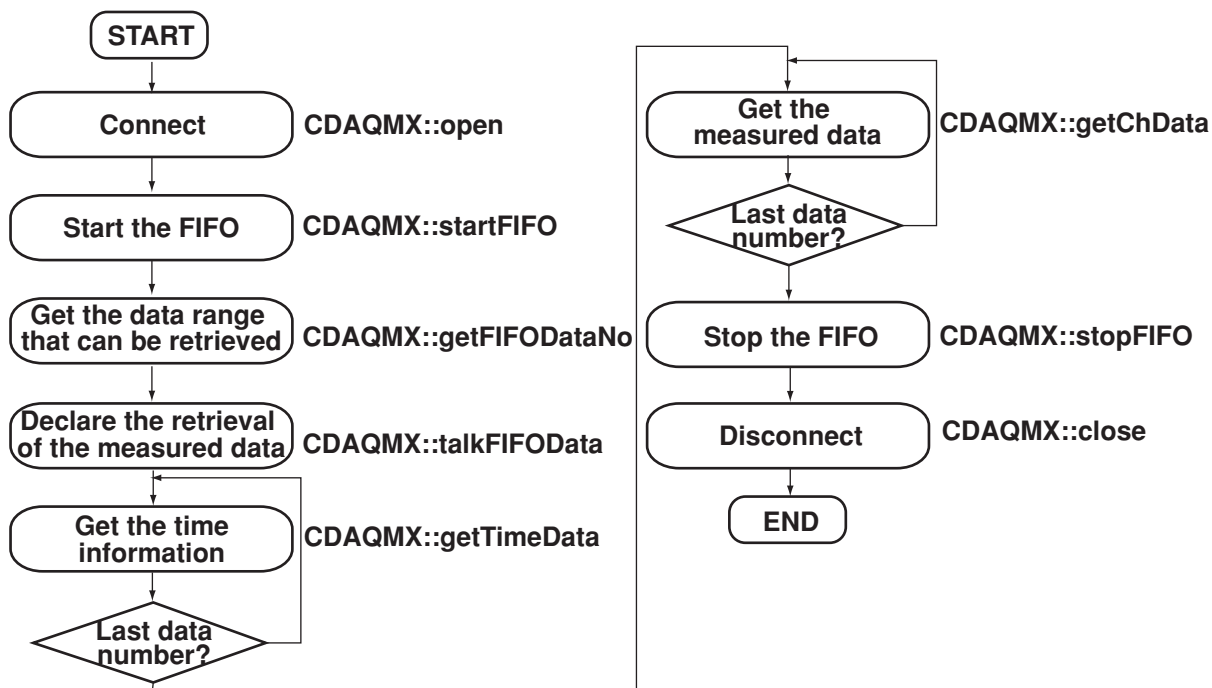 START
Connect
CDAQMX::open
Start the FIFO
CDAQMX::startFIFO
Get the data range
that can be retrieved
CDAQMX::getFIFODataNo
Declare the retrieval
of the measured data
CDAQMX::talkFIFOData
Get the time
information
CDAQMX::getTimeData
Last data
number?
Get the
measured data
CDAQMX::getChData
Last data
number?
Stop the FIFO
CDAQMX::stopFIFO
Disconnect
CDAQMX::close
END